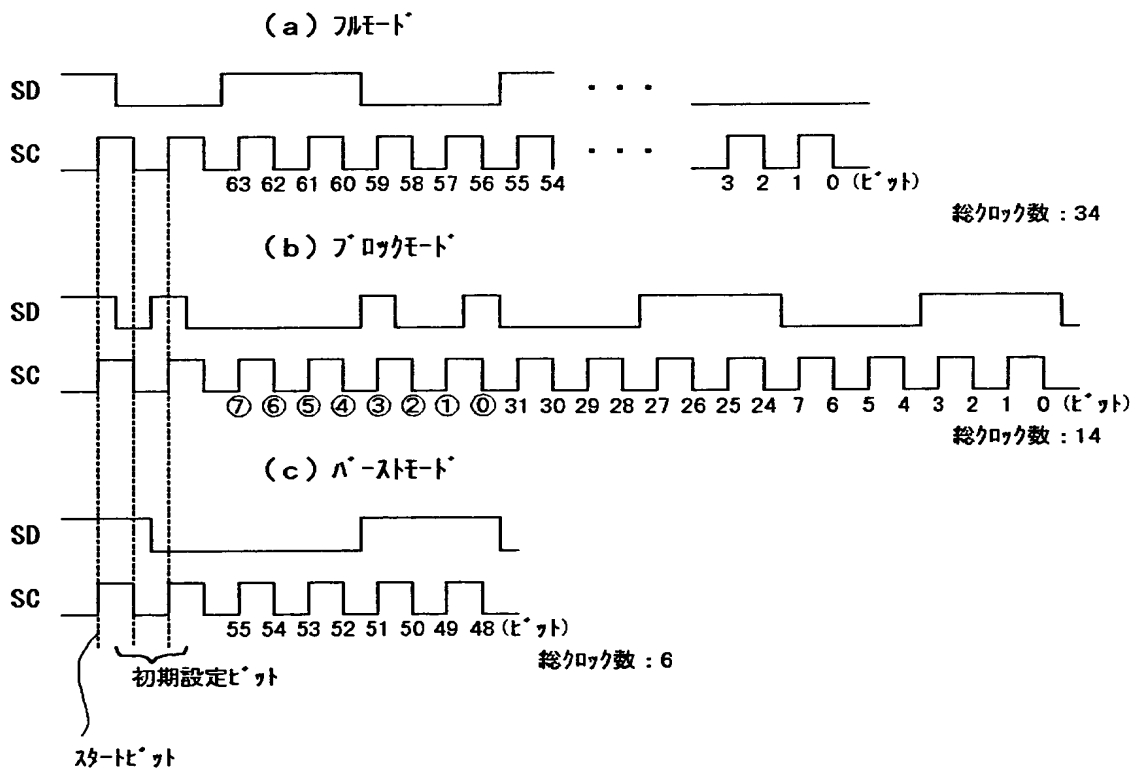 (a) フルモード
SD
・・・
SC
・・・
63 62 61 60 59 58 57 56 55 54
3 2 1 0 (ビット)
総クロック数：34
(b) ブロックモード
SD
SC
⑦ ⑥ ⑤ ④ ③ ② ① ⓪ 31 30 29 28 27 26 25 24 7 6 5 4 3 2 1 0 (ビット)
総クロック数：14
(c) バーストモード
SD
SC
55 54 53 52 51 50 49 48 (ビット)
総クロック数：6
初期設定ビット
スタートビット